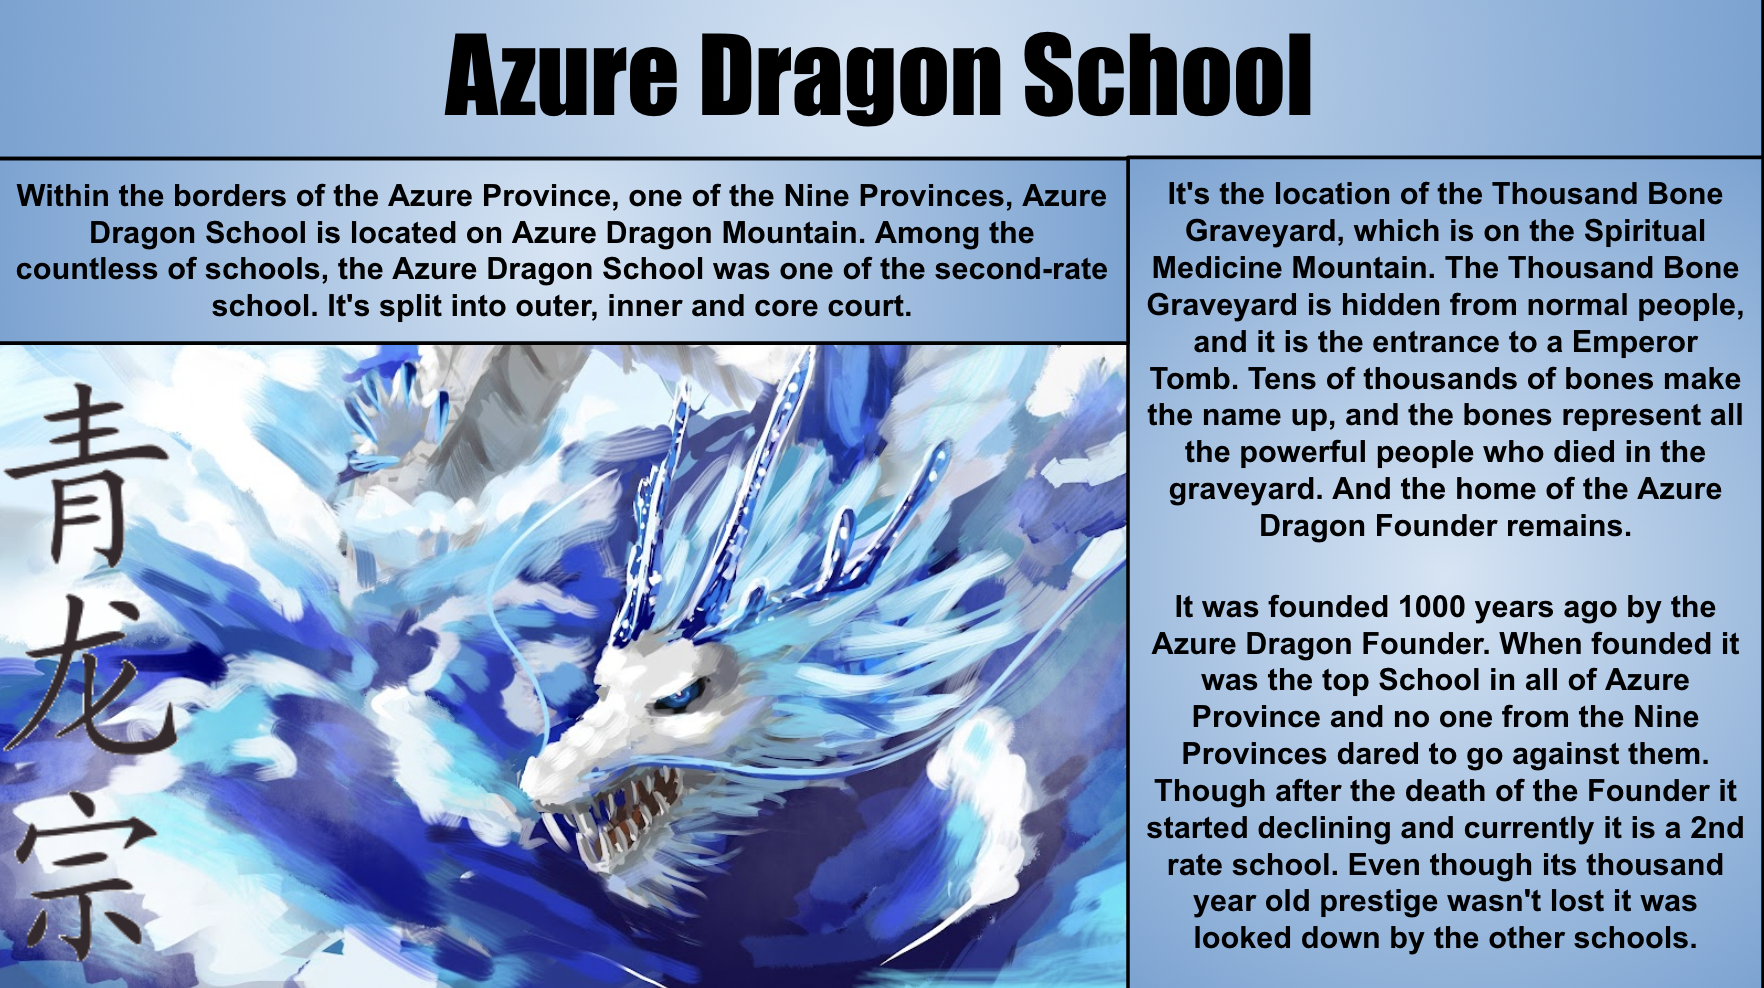 Azure Dragon School
Within the borders of the Azure Province, one of the Nine Provinces, Azure
Dragon School is located on Azure Dragon Mountain. Among the
countless of schools, the Azure Dragon School was one of the second-rate
school. It's split into outer, inner and core court.
青龙宗
It's the location of the Thousand Bone
Graveyard, which is on the Spiritual
Medicine Mountain. The Thousand Bone
Graveyard is hidden from normal people,
and it is the entrance to a Emperor
Tomb. Tens of thousands of bones make
the name up, and the bones represent all
the powerful people who died in the
graveyard. And the home of the Azure
Dragon Founder remains.
It was founded 1000 years ago by the
Azure Dragon Founder. When founded it
was the top School in all of Azure
Province and no one from the Nine
Provinces dared to go against them.
Though after the death of the Founder it
started declining and currently it is a 2nd
rate school. Even though its thousand
year old prestige wasn't lost it was
looked down by the other schools.